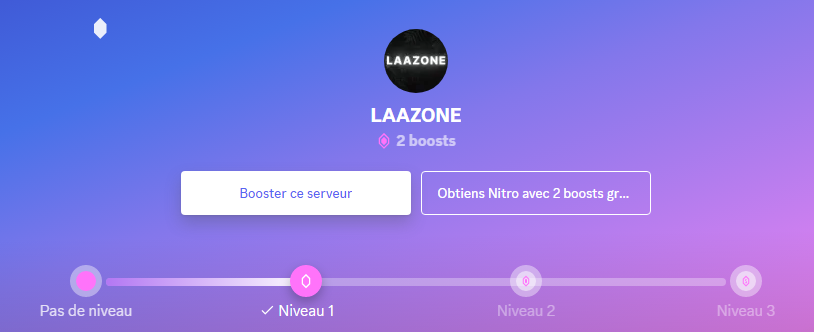 LAAZONE
LAAZONE
2 boosts
Booster ce serveur
Obtiens Nitro avec 2 boosts gr...
Pas de niveau
Niveau 1
Niveau 2
Niveau 3